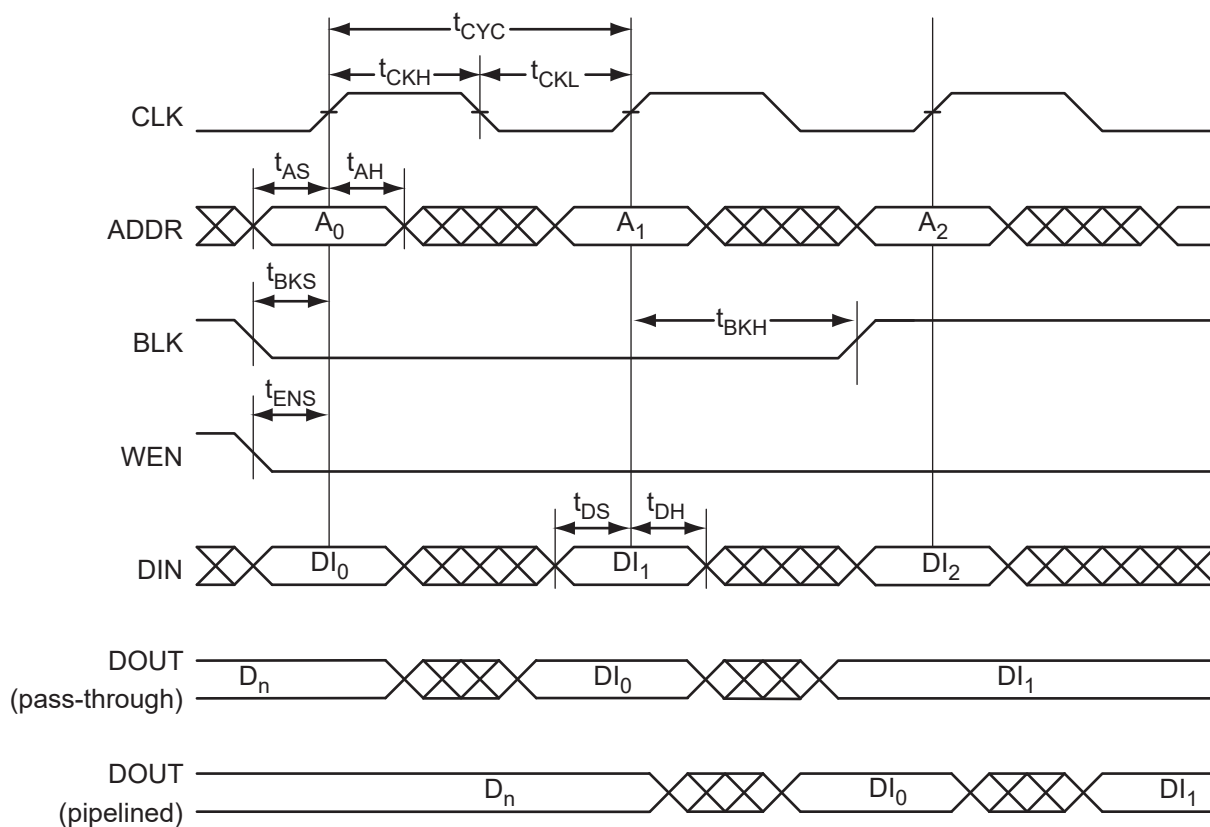 tCYC
tCKH tCKL
CLK
tAS tAH
ADDR A0 A1 A2
tBKS
tBKH
BLK
tENS
WEN
tDS tDH
DIN DI0 DI1 DI2
DOUT
(pass-through)
Dn DI0 DI1
DOUT
(pipelined)
Dn DI0 DI1